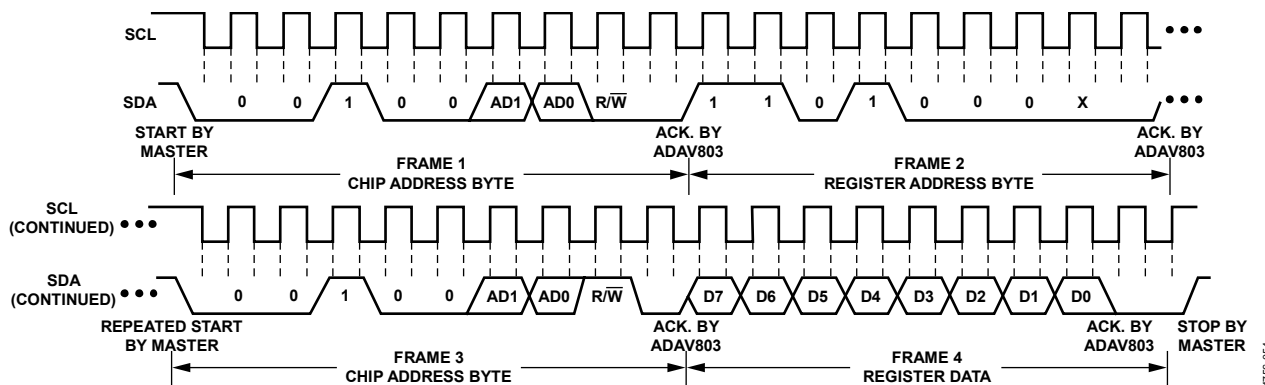 SCL
SDA
0 0 1 0 0 AD1 AD0 R/W̅ 1 1 0 1 0 0 0 X
START BY MASTER
ACK. BY ADAV803
ACK. BY ADAV803
FRAME 1
CHIP ADDRESS BYTE
FRAME 2
REGISTER ADDRESS BYTE
SCL
(CONTINUED)
SDA
(CONTINUED)
0 0 1 0 0 AD1 AD0 R/W̅ D7 D6 D5 D4 D3 D2 D1 D0
REPEATED START
BY MASTER
ACK. BY
ADAV803
ACK. BY
ADAV803
STOP BY
MASTER
FRAME 3
CHIP ADDRESS BYTE
FRAME 4
REGISTER DATA